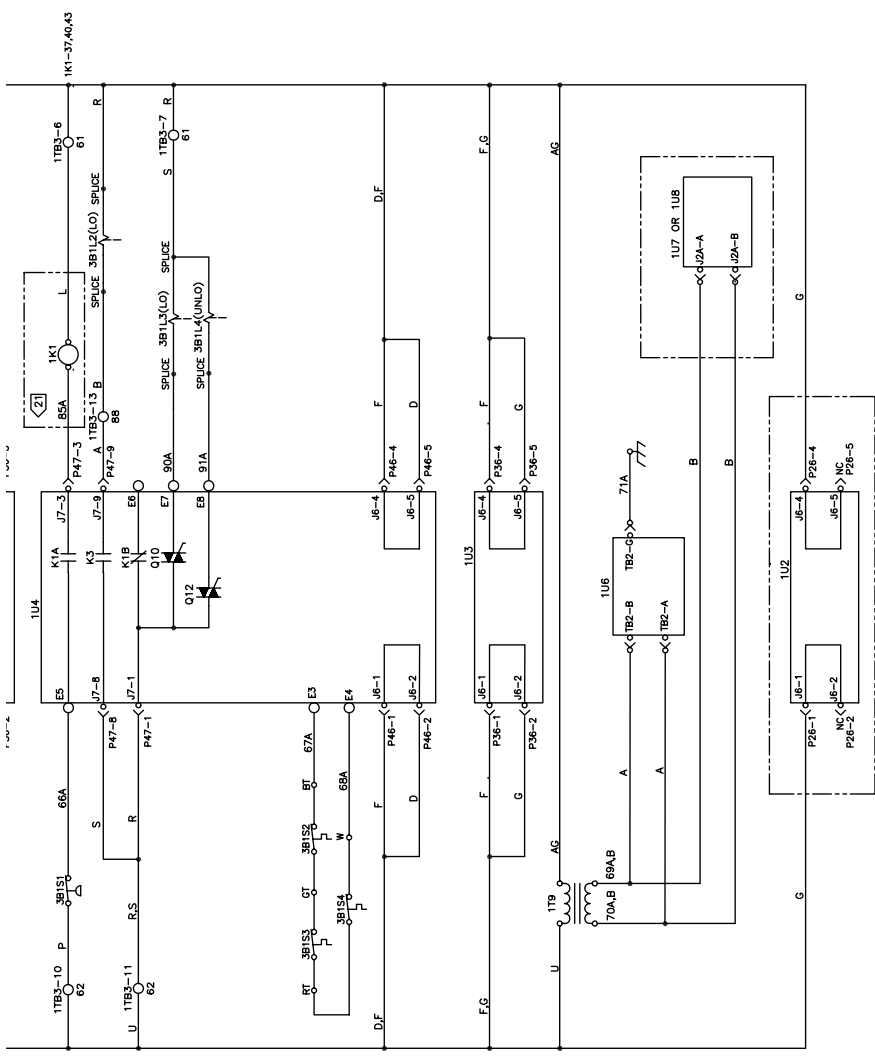 1K1-37,40,43
1TB3-6
61
L
1K1
21
85A
P47-3
J7-3
K1A
E5
66A
3B1S1
P
1TB3-10
62
R
SPLICE
3B1L2(LO)
SPLICE
B
1TB3-13
88
A
P47-9
J7-9
K3
J7-8
P47-8
S
1U4
E6
K1B
J7-1
P47-1
R
R,S
1TB3-11
62
U
R
1TB3-7
61
S
SPLICE
3B1L3(LO)
SPLICE
90A
E7
Q10
3B1L4(UNLO)
SPLICE
91A
E8
Q12
E3
67A
BT
3B1S2
GT
3B1S3
RT
E4
68A
W
3B1S4
D,F
F
P46-4
J6-4
J6-1
P46-1
F
D,F
D
P46-5
J6-5
J6-2
P46-2
D
F,G
F
P36-4
J6-4
1U3
J6-1
P36-1
F
F,G
G
P36-5
J6-5
J6-2
P36-2
G
AG
AG
1T9
U
69A,B
70A,B
71A
TB2-G
1U6
TB2-B
TB2-A
A
A
1U7 OR 1U8
J2A-A
J2A-B
B
B
G
P26-4
J6-4
1U2
J6-1
P26-1
G
NC
P26-5
J6-5
J6-2
NC
P26-2